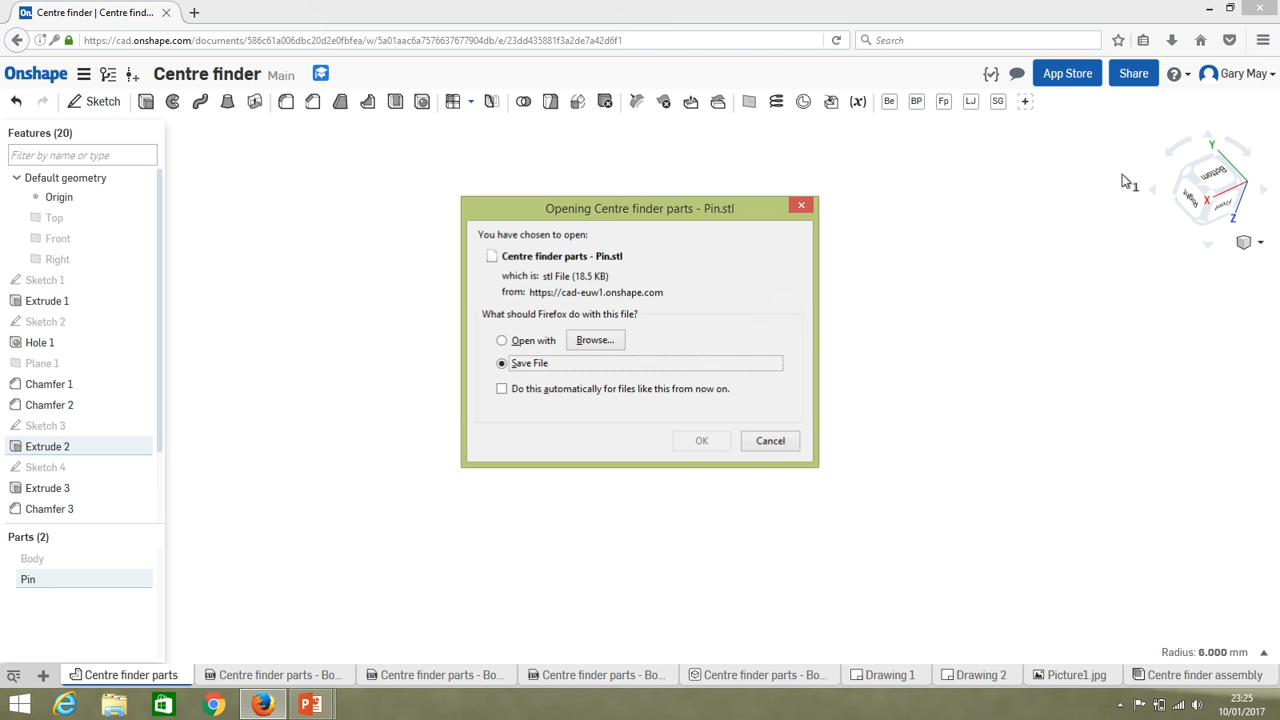 On. Centre finder | Centre find...
https://cad.onshape.com/documents/586c61a006dbc20d2e0fbfea/w/5a01aac6a7576637677904db/e/23dd435881f3a2de7a42d6f1
Search
Onshape
Centre finder Main
App Store
Share
Gary May
Sketch
(x)
Be
BP
Fp
LJ
SG
Features (20)
Filter by name or type
Default geometry
Origin
Top
Front
Right
Sketch 1
Extrude 1
Sketch 2
Hole 1
Plane 1
Chamfer 1
Chamfer 2
Sketch 3
Extrude 2
Sketch 4
Extrude 3
Chamfer 3
Parts (2)
Body
Pin
Opening Centre finder parts - Pin.stl
You have chosen to open:
Centre finder parts - Pin.stl
which is: stl File (18.5 KB)
from: https://cad-euw1.onshape.com
What should Firefox do with this file?
Open with Browse...
Save File
Do this automatically for files like this from now on.
OK Cancel
1
Y
Bottom
Right
X
Front
Z
Radius: 6.000 mm
Centre finder parts
Centre finder parts - Bo...
Centre finder parts - Bo...
Centre finder parts - Bo...
Centre finder parts - Bo...
Drawing 1
Drawing 2
Picture1.jpg
Centre finder assembly
23:25
10/01/2017